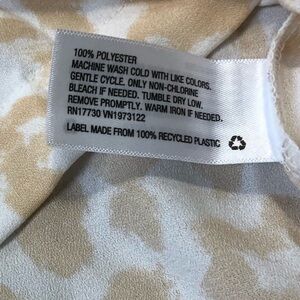 100% POLYESTER
MACHINE WASH COLD WITH LIKE COLORS.
GENTLE CYCLE. ONLY NON-CHLORINE
BLEACH IF NEEDED. TUMBLE DRY LOW.
REMOVE PROMPTLY. WARM IRON IF NEEDED.
RN17730 VN1973122
LABEL MADE FROM 100% RECYCLED PLASTIC